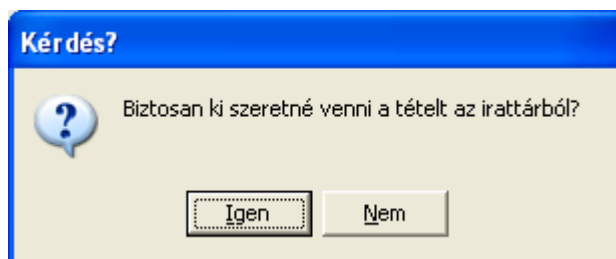 Kérdés?
Biztosan ki szeretné venni a tételt az irattárból?
Igen
Nem